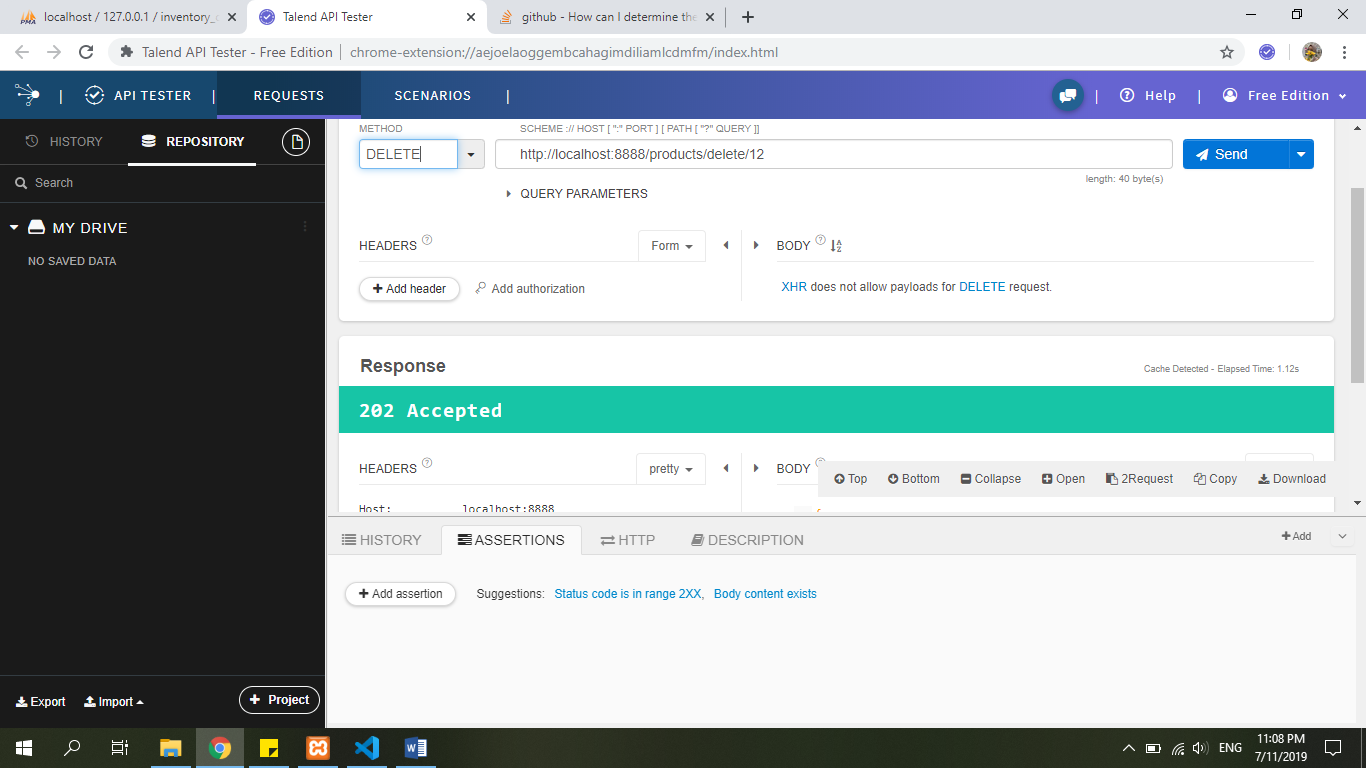 localhost / 127.0.0.1 / inventory_
Talend API Tester
github - How can I determine the
Talend API Tester - Free Edition | chrome-extension://aejoelaoggembcahagimdiliamlcdmfm/index.html
API TESTER
REQUESTS
SCENARIOS
Help
Free Edition
HISTORY
REPOSITORY
Search
MY DRIVE
NO SAVED DATA
Export
Import
+ Project
METHOD
SCHEME :// HOST [ ":" PORT ] [ PATH [ "?" QUERY ]]
DELETE
http://localhost:8888/products/delete/12
Send
length: 40 byte(s)
QUERY PARAMETERS
HEADERS ?
Form
BODY ?
+ Add header
Add authorization
XHR does not allow payloads for DELETE request.
Response
Cache Detected - Elapsed Time: 1.12s
202 Accepted
HEADERS ?
pretty
BODY
Top
Bottom
Collapse
Open
2Request
Copy
Download
Host: localhost:8888
HISTORY
ASSERTIONS
HTTP
DESCRIPTION
+ Add
+ Add assertion
Suggestions: Status code is in range 2XX, Body content exists
ENG
11:08 PM
7/11/2019